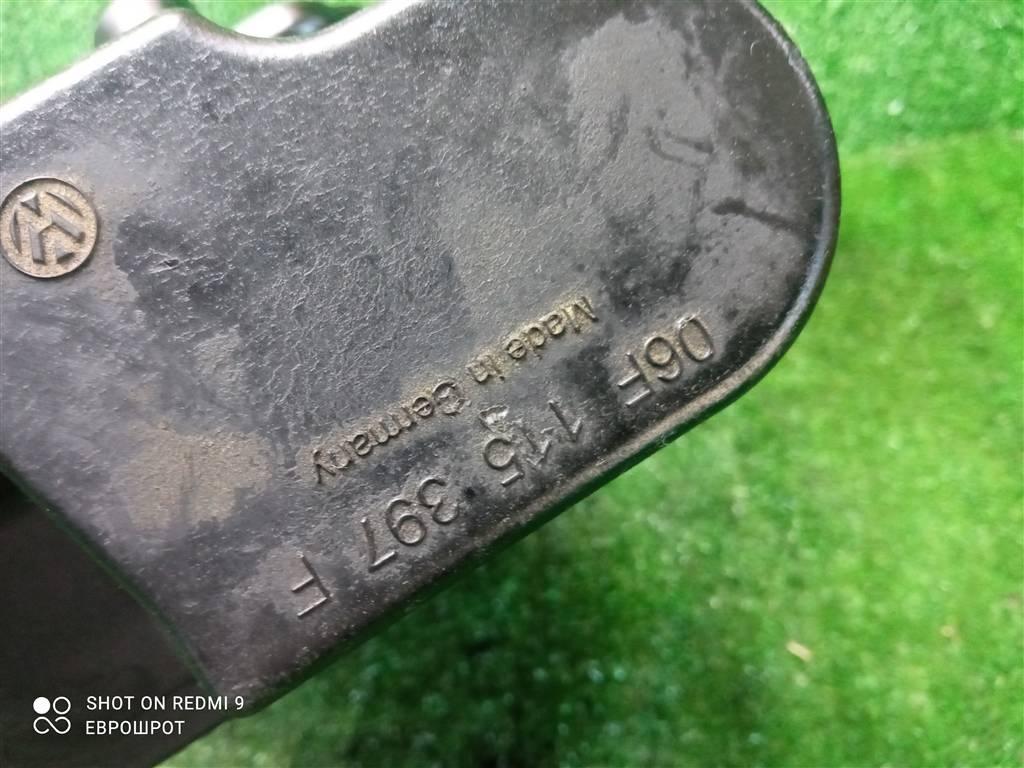 Made in Germany
06F 115 397 F
SHOT ON REDMI 9
ЕВРОШРОТ